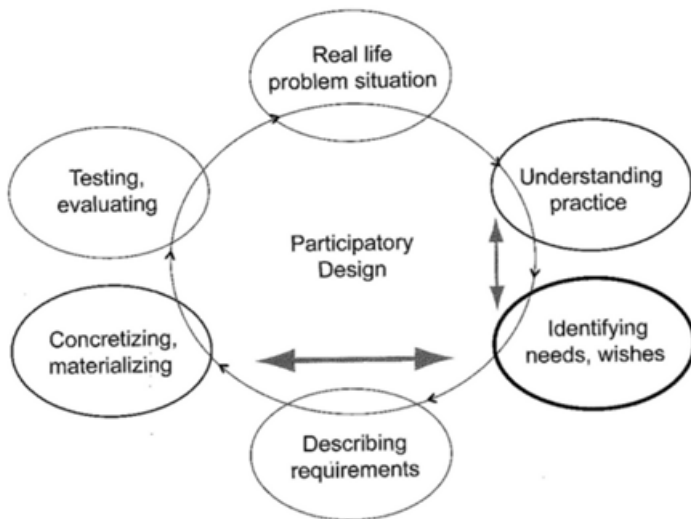 Real life
problem situation
Understanding
practice
Identifying
needs, wishes
Describing
requirements
Concretizing,
materializing
Testing,
evaluating
Participatory
Design